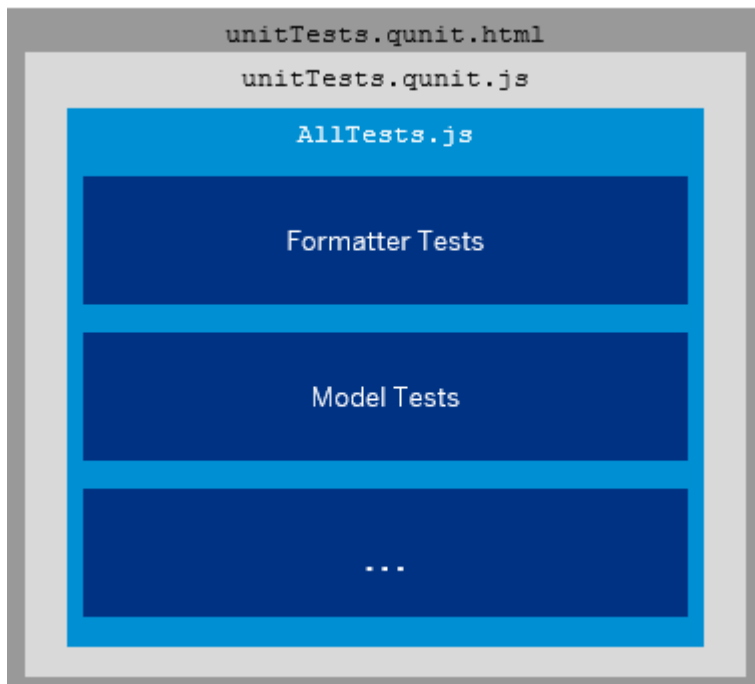 unitTests.qunit.html
unitTests.qunit.js
AllTests.js
Formatter Tests
Model Tests
...